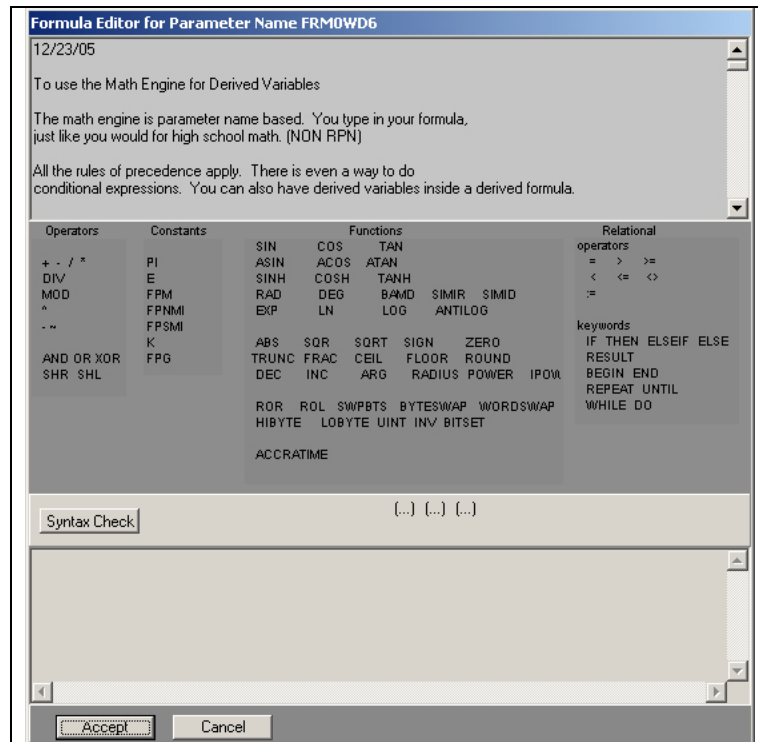 Formula Editor for Parameter Name FRM0WD6
12/23/05
To use the Math Engine for Derived Variables
The math engine is parameter name based.  You type in your formula,
just like you would for high school math. (NON RPN)
All the rules of precedence apply.  There is even a way to do
conditional expressions.  You can also have derived variables inside a derived formula.
Operators
+ - / *
DIV
MOD
^
- ~
AND OR XOR
SHR SHL
Constants
PI
E
FPM
FPNMI
FPSMI
K
FPG
Functions
SIN COS TAN
ASIN ACOS ATAN
SINH COSH TANH
RAD DEG BAMD SIMIR SIMID
EXP LN LOG ANTILOG
ABS SQR SQRT SIGN ZERO
TRUNC FRAC CEIL FLOOR ROUND
DEC INC ARG RADIUS POWER IPOW
ROR ROL SWPBTS BYTESWAP WORDSWAP
HIBYTE LOBYTE UINT INV BITSET
ACCRATIME
Relational
operators
= > >=
< <= <>
:=
keywords
IF THEN ELSEIF ELSE
RESULT
BEGIN END
REPEAT UNTIL
WHILE DO
Syntax Check
(...) (...) (...)
Accept
Cancel